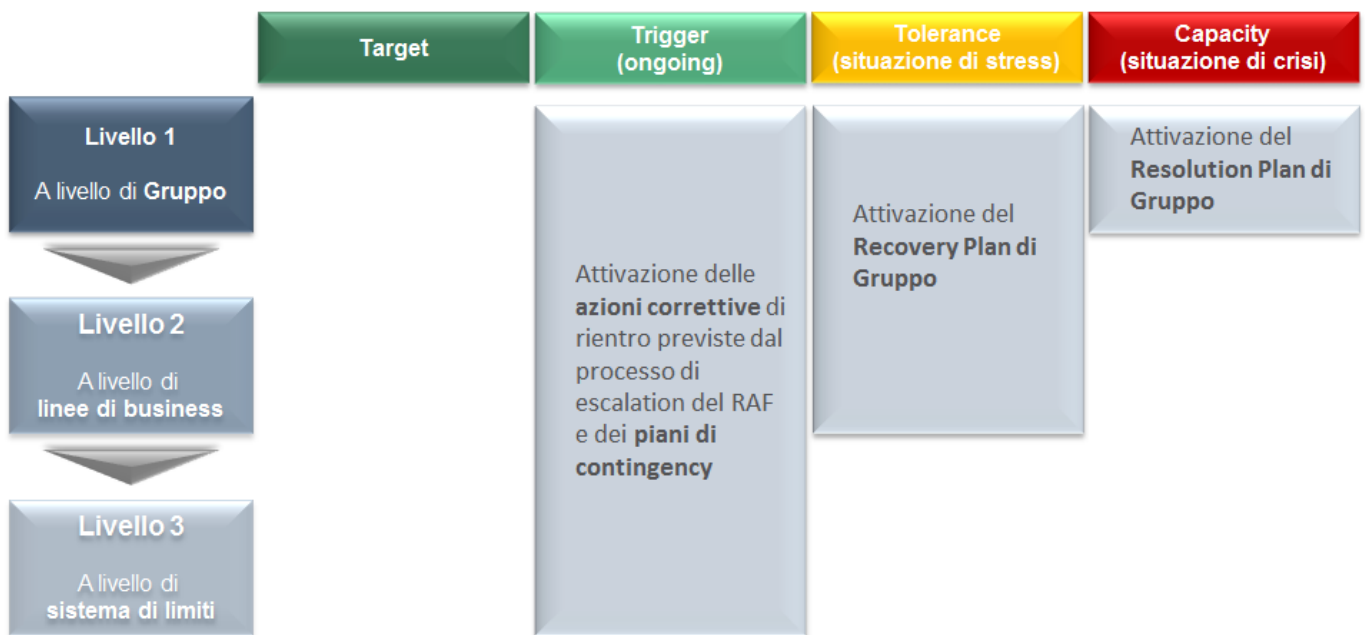 Target
Trigger
(ongoing)
Tolerance
(situazione di stress)
Capacity
(situazione di crisi)
Livello 1
A livello di Gruppo
Livello 2
A livello di
linee di business
Livello 3
A livello di
sistema di limiti
Attivazione delle
azioni correttive di
rientro previste dal
processo di
escalation del RAF
e dei piani di
contingency
Attivazione del
Recovery Plan di
Gruppo
Attivazione del
Resolution Plan di
Gruppo